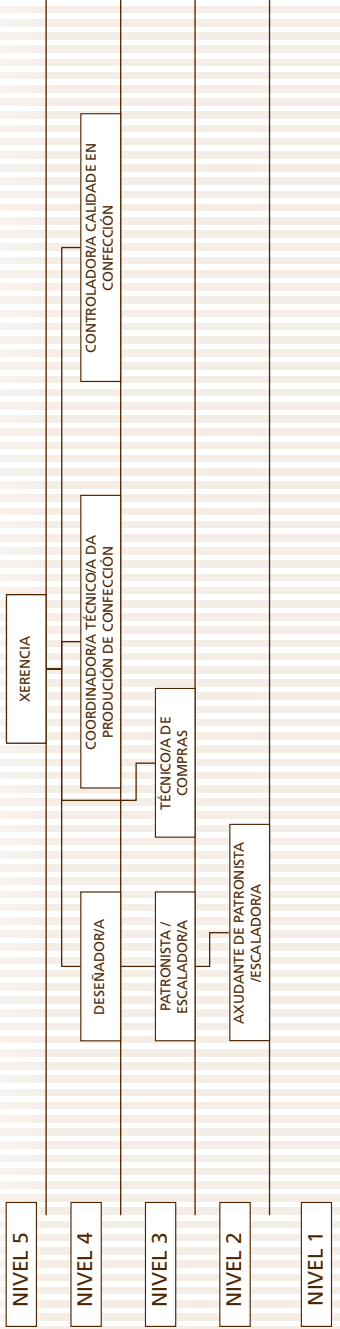 NIVEL 5
XERENCIA
NIVEL 4
DESEÑADOR/A
COORDINADOR/A TÉCNICO/A DA
PRODUCIÓN DE CONFECCIÓN
CONTROLADOR/A CALIDADE EN
CONFECCIÓN
NIVEL 3
PATRONISTA /
ESCALADOR/A
TÉCNICO/A DE
COMPRAS
NIVEL 2
AXUDANTE DE PATRONISTA
/ESCALADOR/A
NIVEL 1